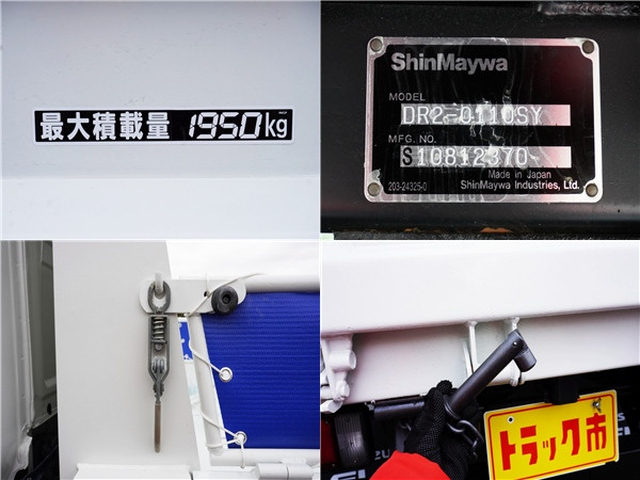 最大積載量 1950kg
ShinMaywa
MODEL
DR2-0110SY
MFG. NO.
S10812370-
Made in Japan
203-24325-0 ShinMaywa Industries, Ltd.
トラック市